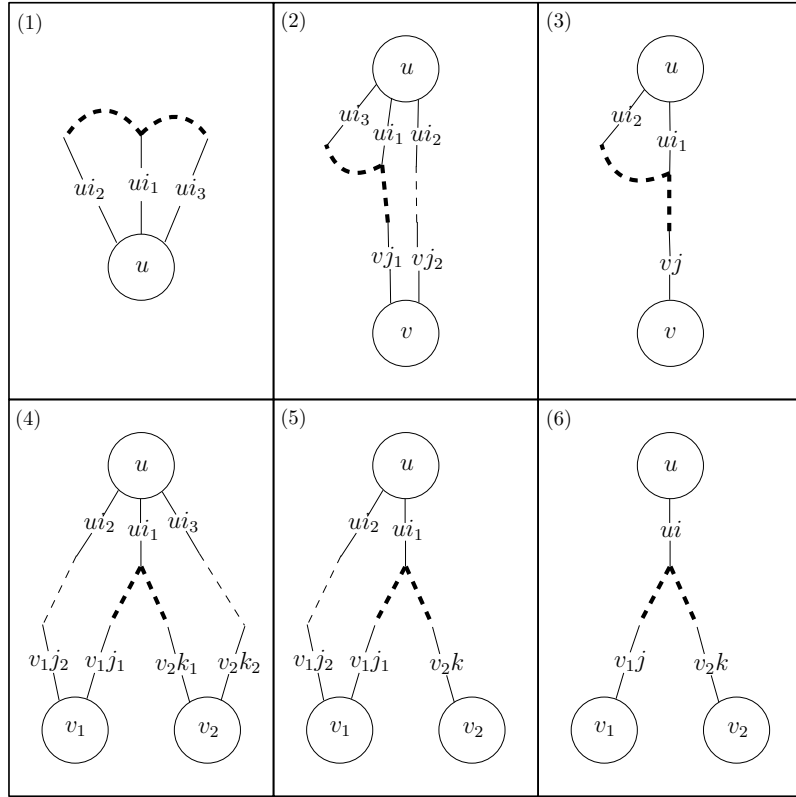 (1)
ui₂ ui₁ ui₃
u
(2)
u
ui₃ ui₁ ui₂
vj₁ vj₂
v
(3)
u
ui₂ ui₁
vj
v
(4)
u
ui₂ ui₁ ui₃
v₁j₂ v₁j₁ v₂k₁ v₂k₂
v₁ v₂
(5)
u
ui₂ ui₁
v₁j₂ v₁j₁ v₂k
v₁ v₂
(6)
u
ui
v₁j v₂k
v₁ v₂